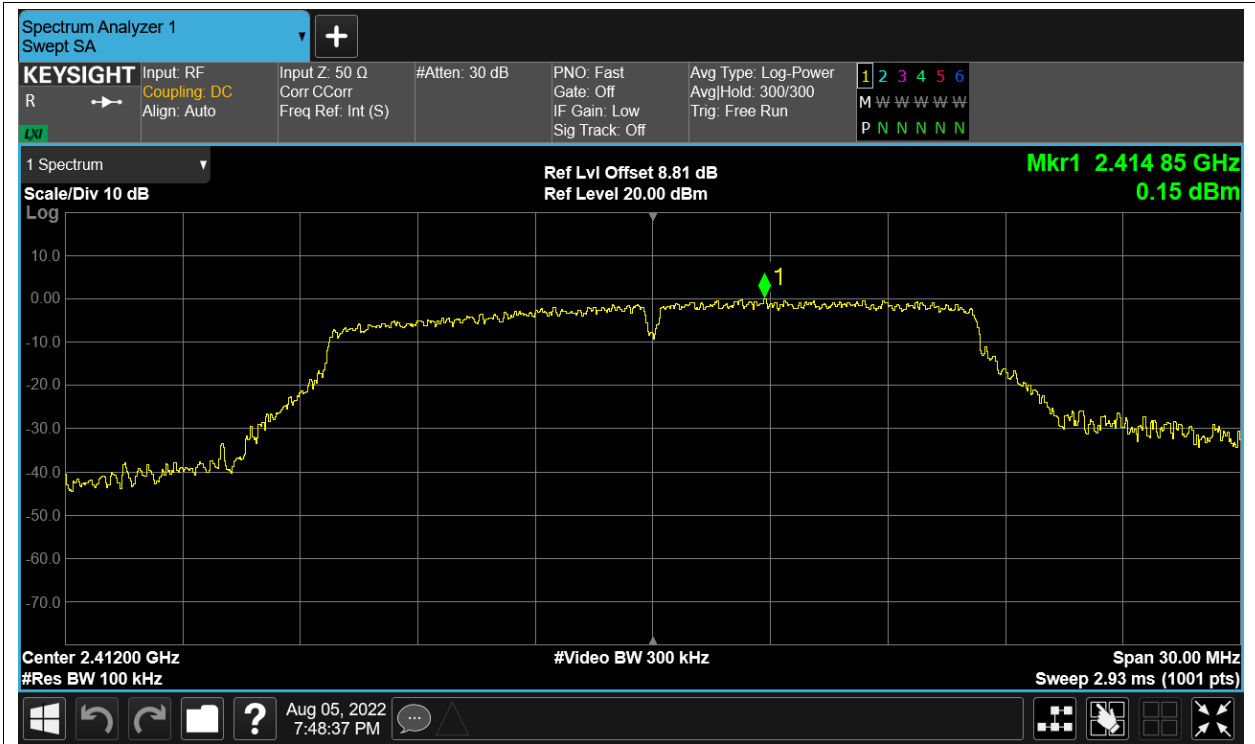 Spectrum Analyzer 1
Swept SA
KEYSIGHT
R
LXI
Input: RF
Coupling: DC
Align: Auto
Input Z: 50 Ω
Corr CCorr
Freq Ref: Int (S)
#Atten: 30 dB
PNO: Fast
Gate: Off
IF Gain: Low
Sig Track: Off
Avg Type: Log-Power
Avg|Hold: 300/300
Trig: Free Run
1 2 3 4 5 6
M W W W W W
P N N N N N
1 Spectrum
Scale/Div 10 dB
Log
Ref Lvl Offset 8.81 dB
Ref Level 20.00 dBm
Mkr1 2.414 85 GHz
0.15 dBm
10.0
0.00
-10.0
-20.0
-30.0
-40.0
-50.0
-60.0
-70.0
1
Center 2.41200 GHz
#Video BW 300 kHz
Span 30.00 MHz
#Res BW 100 kHz
Sweep 2.93 ms (1001 pts)
?
Aug 05, 2022
7:48:37 PM